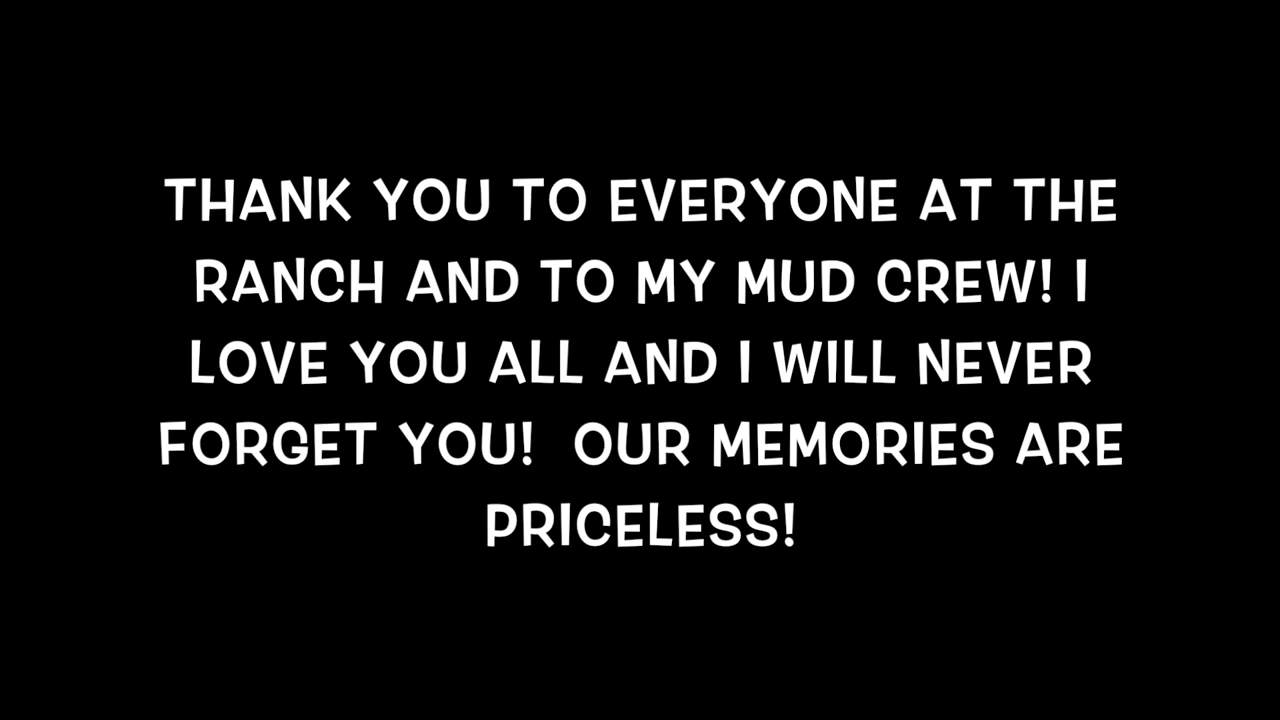 THANK YOU TO EVERYONE AT THE
RANCH AND TO MY MUD CREW! I
LOVE YOU ALL AND I WILL NEVER
FORGET YOU!  OUR MEMORIES ARE
PRICELESS!